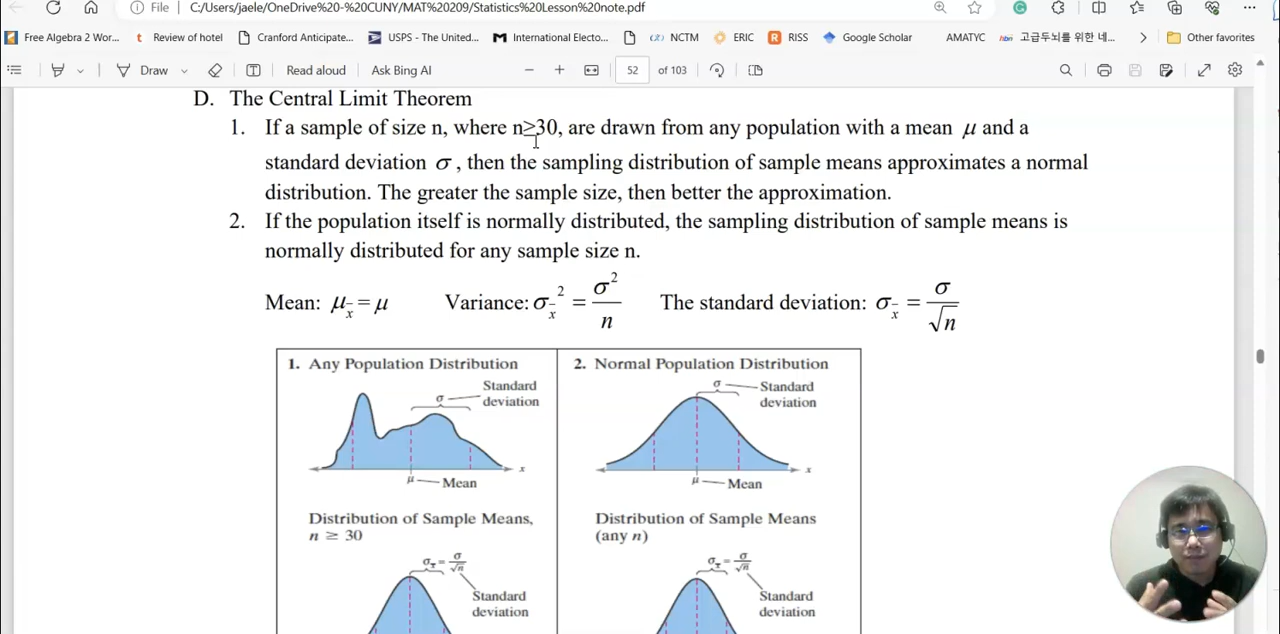 File C:/Users/jaele/OneDrive%20-%20CUNY/MAT%20209/Statistics%20Lesson%20note.pdf
Free Algebra 2 Wor... Review of hotel Cranford Anticipate... USPS - The United... International Electo... NCTM ERIC RISS Google Scholar AMATYC 고급두뇌를 위한 네... Other favorites
Draw Read aloud Ask Bing AI 52 of 103
D. The Central Limit Theorem
1. If a sample of size n, where n≥30, are drawn from any population with a mean μ and a
standard deviation σ, then the sampling distribution of sample means approximates a normal
distribution. The greater the sample size, then better the approximation.
2. If the population itself is normally distributed, the sampling distribution of sample means is
normally distributed for any sample size n.
Mean: μ_x̄ = μ Variance: σ_x̄² = σ²/n The standard deviation: σ_x̄ = σ/√n
1. Any Population Distribution
σ Standard
deviation
x
μ Mean
Distribution of Sample Means,
n ≥ 30
σ_x̄ = σ/√n
Standard
deviation
2. Normal Population Distribution
σ Standard
deviation
x
μ Mean
Distribution of Sample Means
(any n)
σ_x̄ = σ/√n
Standard
deviation